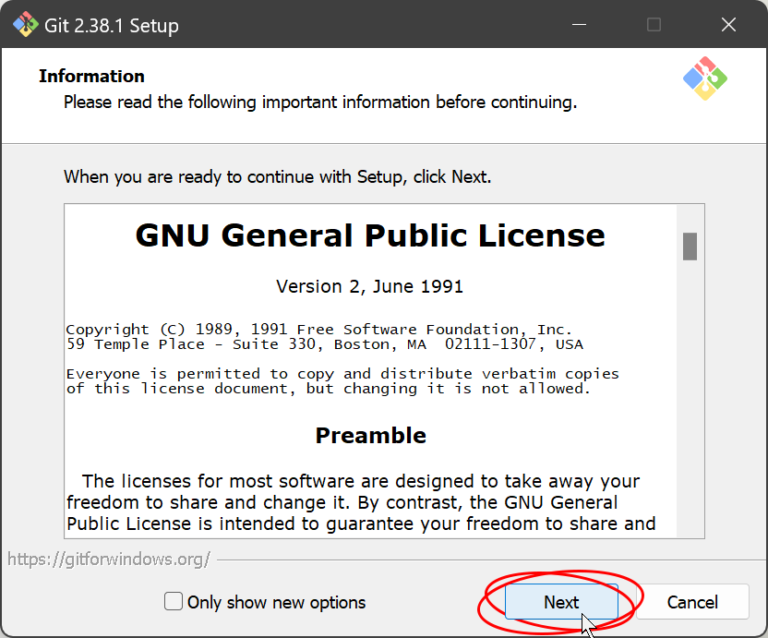 Git 2.38.1 Setup
Information
Please read the following important information before continuing.
When you are ready to continue with Setup, click Next.
GNU General Public License
Version 2, June 1991
Copyright (C) 1989, 1991 Free Software Foundation, Inc.
59 Temple Place - Suite 330, Boston, MA  02111-1307, USA
Everyone is permitted to copy and distribute verbatim copies
of this license document, but changing it is not allowed.
Preamble
The licenses for most software are designed to take away your
freedom to share and change it. By contrast, the GNU General
Public License is intended to guarantee your freedom to share and
https://gitforwindows.org/
Only show new options
Next
Cancel